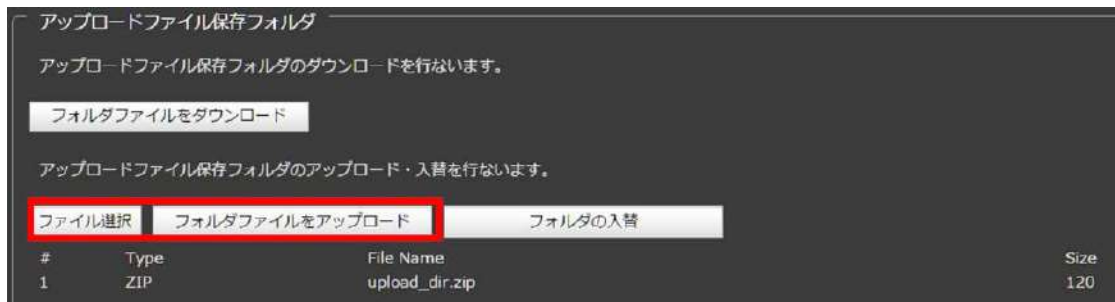 アップロードファイル保存フォルダ
アップロードファイル保存フォルダのダウンロードを行ないます。
フォルダファイルをダウンロード
アップロードファイル保存フォルダのアップロード・入替を行ないます。
ファイル選択 フォルダファイルをアップロード フォルダの入替
# Type File Name Size
1 ZIP upload_dir.zip 120